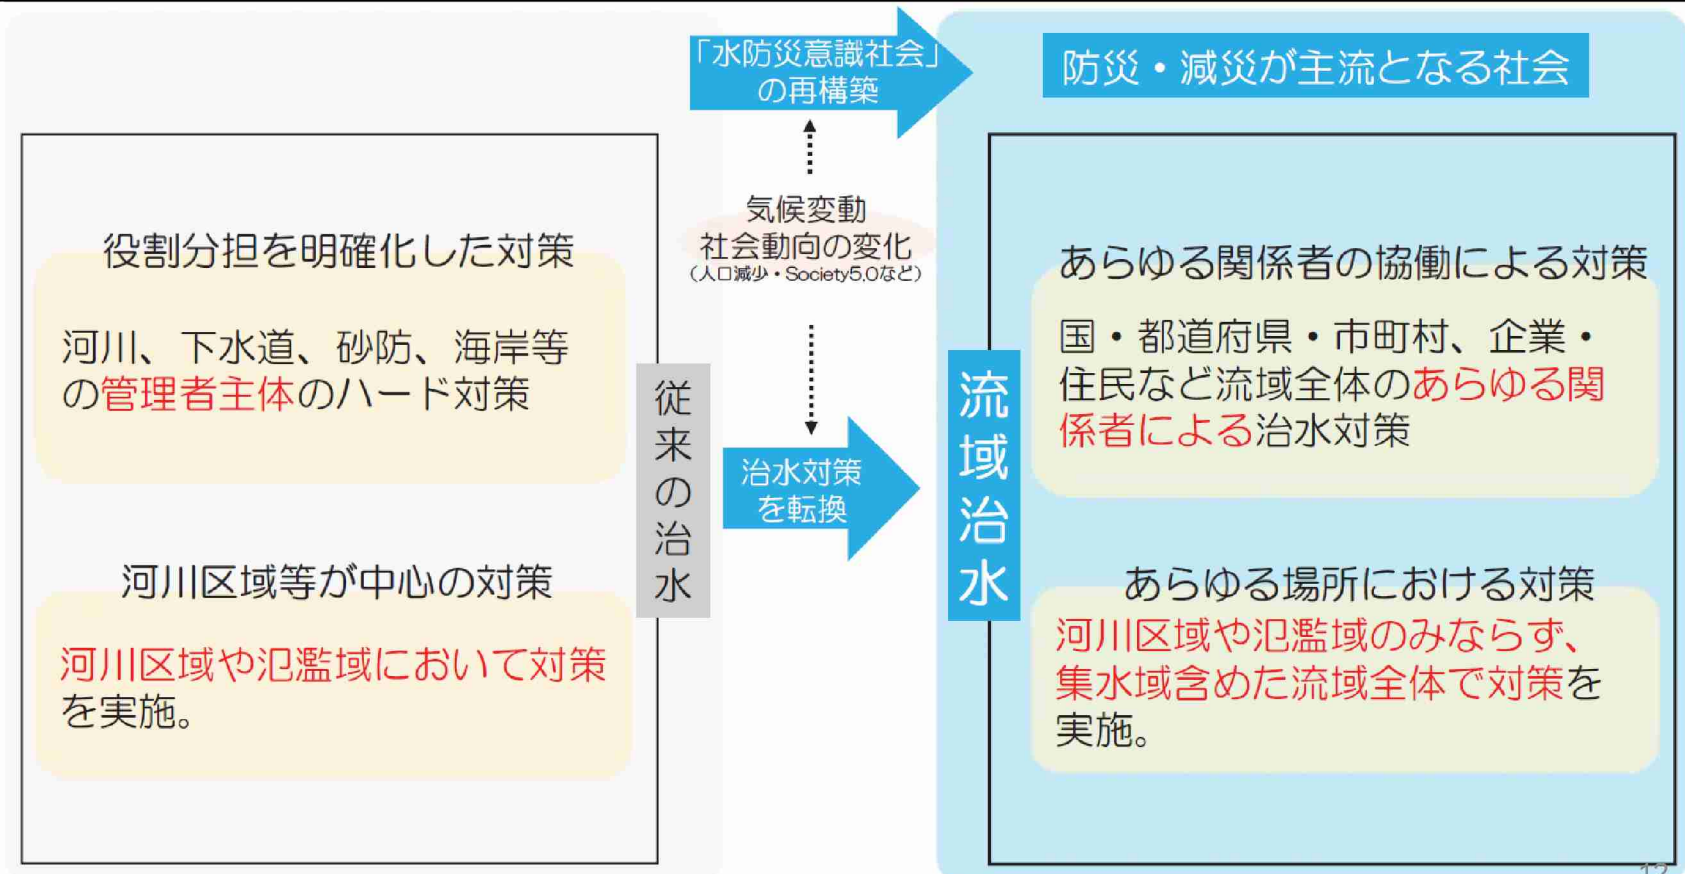 「水防災意識社会」
の再構築
防災・減災が主流となる社会
気候変動
社会動向の変化
（人口減少・Society5.0など）
役割分担を明確化した対策
河川、下水道、砂防、海岸等
の管理者主体のハード対策
河川区域等が中心の対策
河川区域や氾濫域において対策
を実施。
従来の治水
治水対策
を転換
流域治水
あらゆる関係者の協働による対策
国・都道府県・市町村、企業・
住民など流域全体のあらゆる関
係者による治水対策
あらゆる場所における対策
河川区域や氾濫域のみならず、
集水域含めた流域全体で対策を
実施。